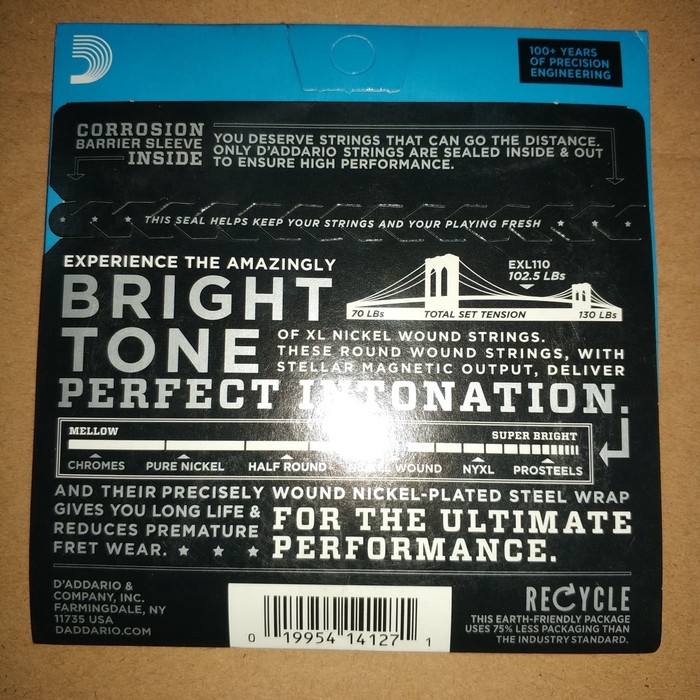 100+ YEARS
OF PRECISION
ENGINEERING
CORROSION
BARRIER SLEEVE
INSIDE
YOU DESERVE STRINGS THAT CAN GO THE DISTANCE.
ONLY D'ADDARIO STRINGS ARE SEALED INSIDE & OUT
TO ENSURE HIGH PERFORMANCE.
THIS SEAL HELPS KEEP YOUR STRINGS AND YOUR PLAYING FRESH
EXPERIENCE THE AMAZINGLY
BRIGHT
TONE
EXL110
102.5 LBs
70 LBs TOTAL SET TENSION 130 LBs
OF XL NICKEL WOUND STRINGS.
THESE ROUND WOUND STRINGS, WITH
STELLAR MAGNETIC OUTPUT, DELIVER
PERFECT INTONATION.
MELLOW SUPER BRIGHT
CHROMES PURE NICKEL HALF ROUND NICKEL WOUND NYXL PROSTEELS
AND THEIR PRECISELY WOUND NICKEL-PLATED STEEL WRAP
GIVES YOU LONG LIFE &
REDUCES PREMATURE
FRET WEAR.
FOR THE ULTIMATE
PERFORMANCE.
D'ADDARIO &
COMPANY, INC.
FARMINGDALE, NY
11735 USA
DADDARIO.COM
0 19954 14127 1
RECYCLE
THIS EARTH-FRIENDLY PACKAGE
USES 75% LESS PACKAGING THAN
THE INDUSTRY STANDARD.